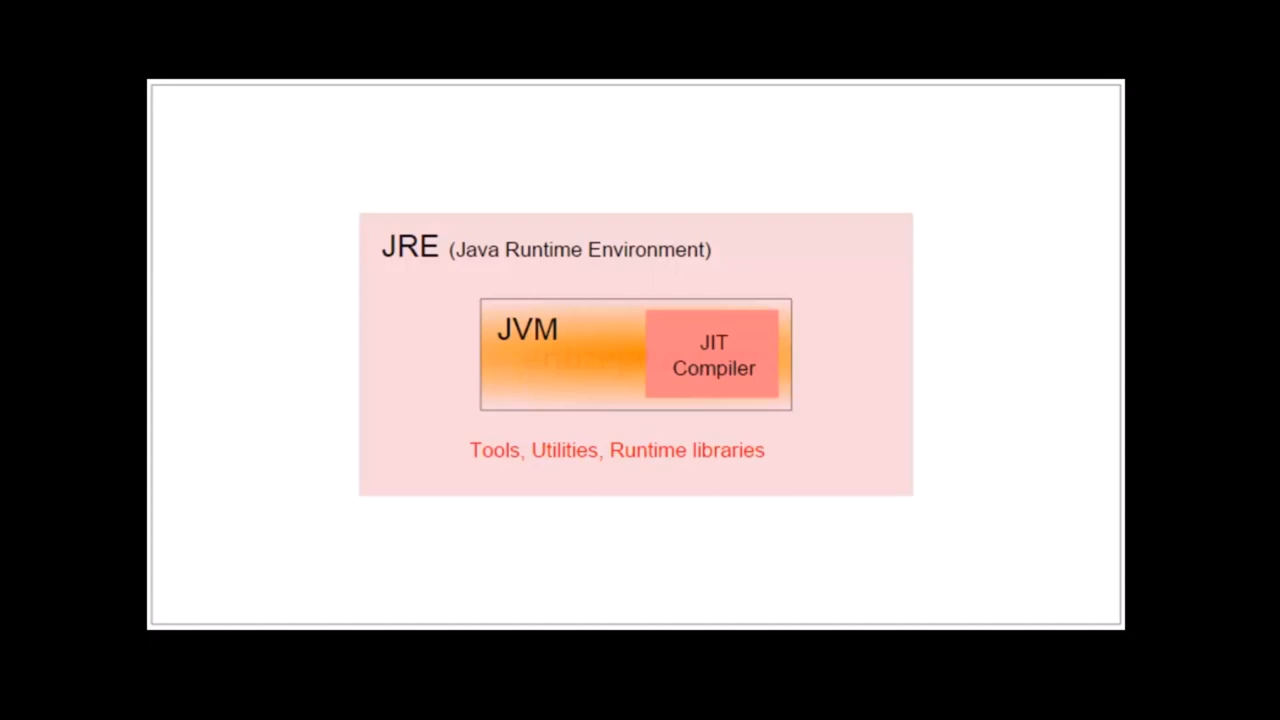 JRE (Java Runtime Environment)
JVM
JIT
Compiler
Tools, Utilities, Runtime libraries